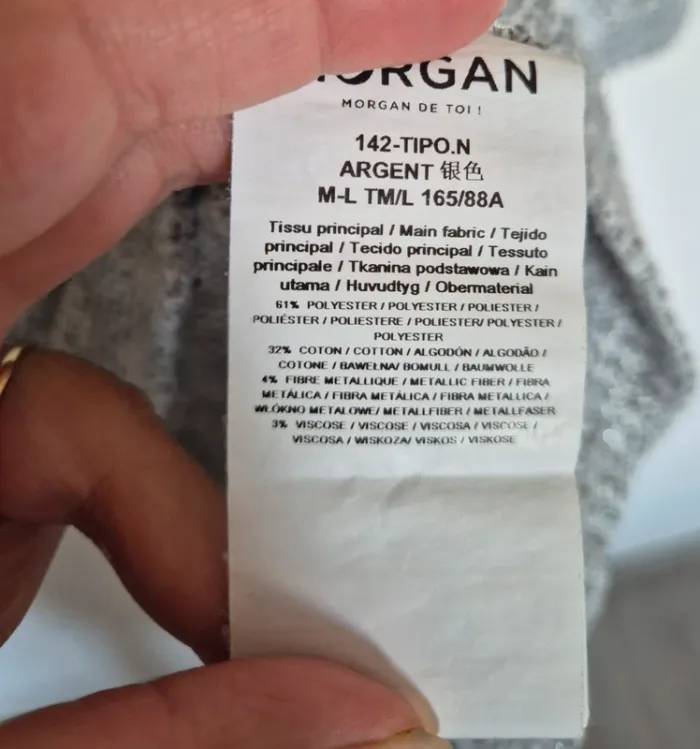 MORGAN
MORGAN DE TOI !
142-TIPO.N
ARGENT 银色
M-L TM/L 165/88A
Tissu principal / Main fabric / Tejido
principal / Tecido principal / Tessuto
principale / Tkanina podstawowa / Kain
utama / Huvudtyg / Obermaterial
61% POLYESTER / POLYESTER / POLIESTER /
POLIÉSTER / POLIESTERE / POLIESTER/ POLYESTER /
POLYESTER
32% COTON / COTTON / ALGODÓN / ALGODÃO /
COTONE / BAWEŁNA/ BOMULL / BAUMWOLLE
4% FIBRE METALLIQUE / METALLIC FIBER / FIBRA
METÁLICA / FIBRA METÁLICA / FIBRA METALLICA /
WŁÓKNO METALOWE/ METALLFIBER / METALLFASER
3% VISCOSE / VISCOSE / VISCOSA / VISCOSE /
VISCOSA / WISKOZA/ VISKOS / VISKOSE